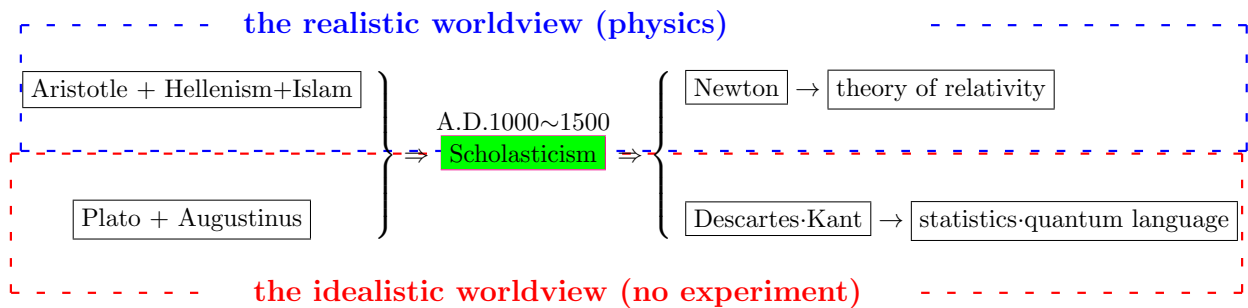 the realistic worldview (physics)
Aristotle + Hellenism+Islam
Newton → theory of relativity
A.D.1000∼1500
⇒ Scholasticism ⇒
Plato + Augustinus
Descartes·Kant → statistics·quantum language
the idealistic worldview (no experiment)